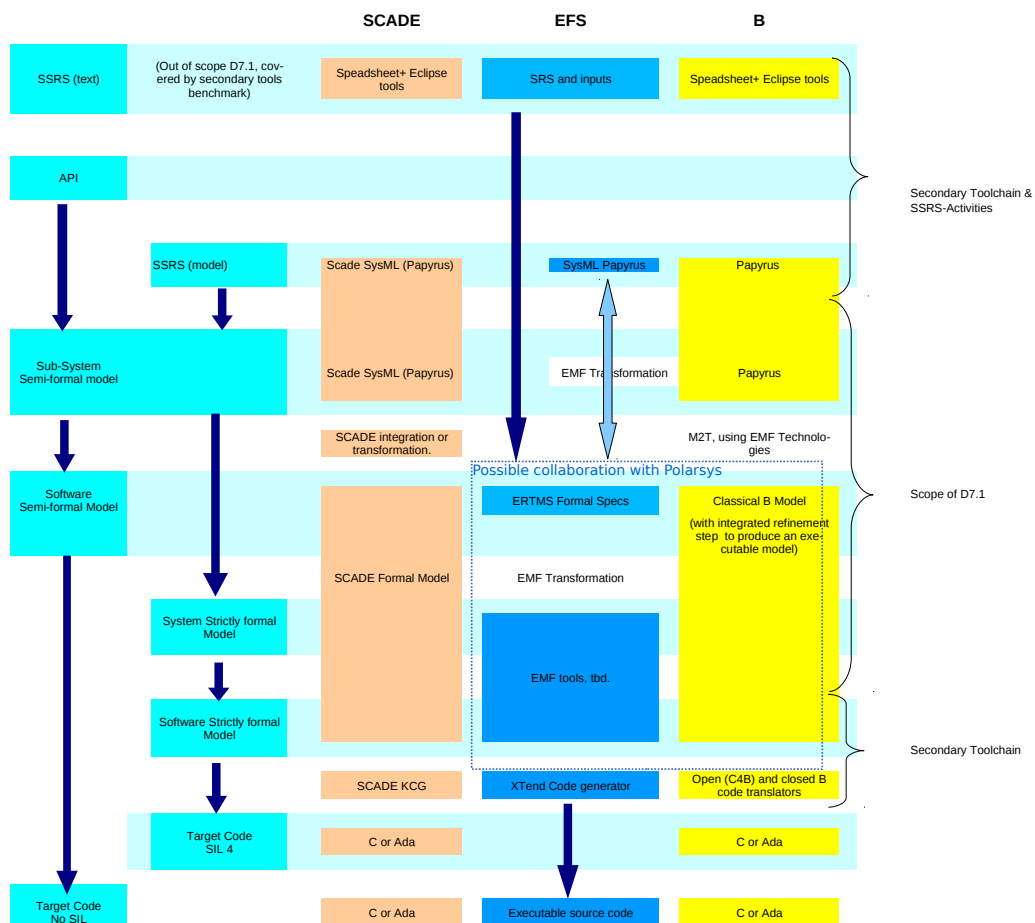 SCADE
EFS
B
SSRS (text)
(Out of scope D7.1, cov-
ered by secondary tools
benchmark)
Speadsheet+ Eclipse
tools
SRS and inputs
Speadsheet+ Eclipse tools
API
Secondary Toolchain &
SSRS-Activities
SSRS (model)
Scade SysML (Papyrus)
SysML Papyrus
Papyrus
Sub-System
Semi-formal model
Scade SysML (Papyrus)
EMF Transformation
Papyrus
SCADE integration or
transformation.
M2T, using EMF Technolo-
gies
Possible collaboration with Polarsys
Software
Semi-formal Model
ERTMS Formal Specs
Classical B Model
(with integrated refinement
step to produce an exe-
cutable model)
Scope of D7.1
SCADE Formal Model
EMF Transformation
System Strictly formal
Model
EMF tools, tbd.
Software Strictly formal
Model
Secondary Toolchain
SCADE KCG
XTend Code generator
Open (C4B) and closed B
code translators
Target Code
SIL 4
C or Ada
C or Ada
Target Code
No SIL
C or Ada
Executable source code
C or Ada